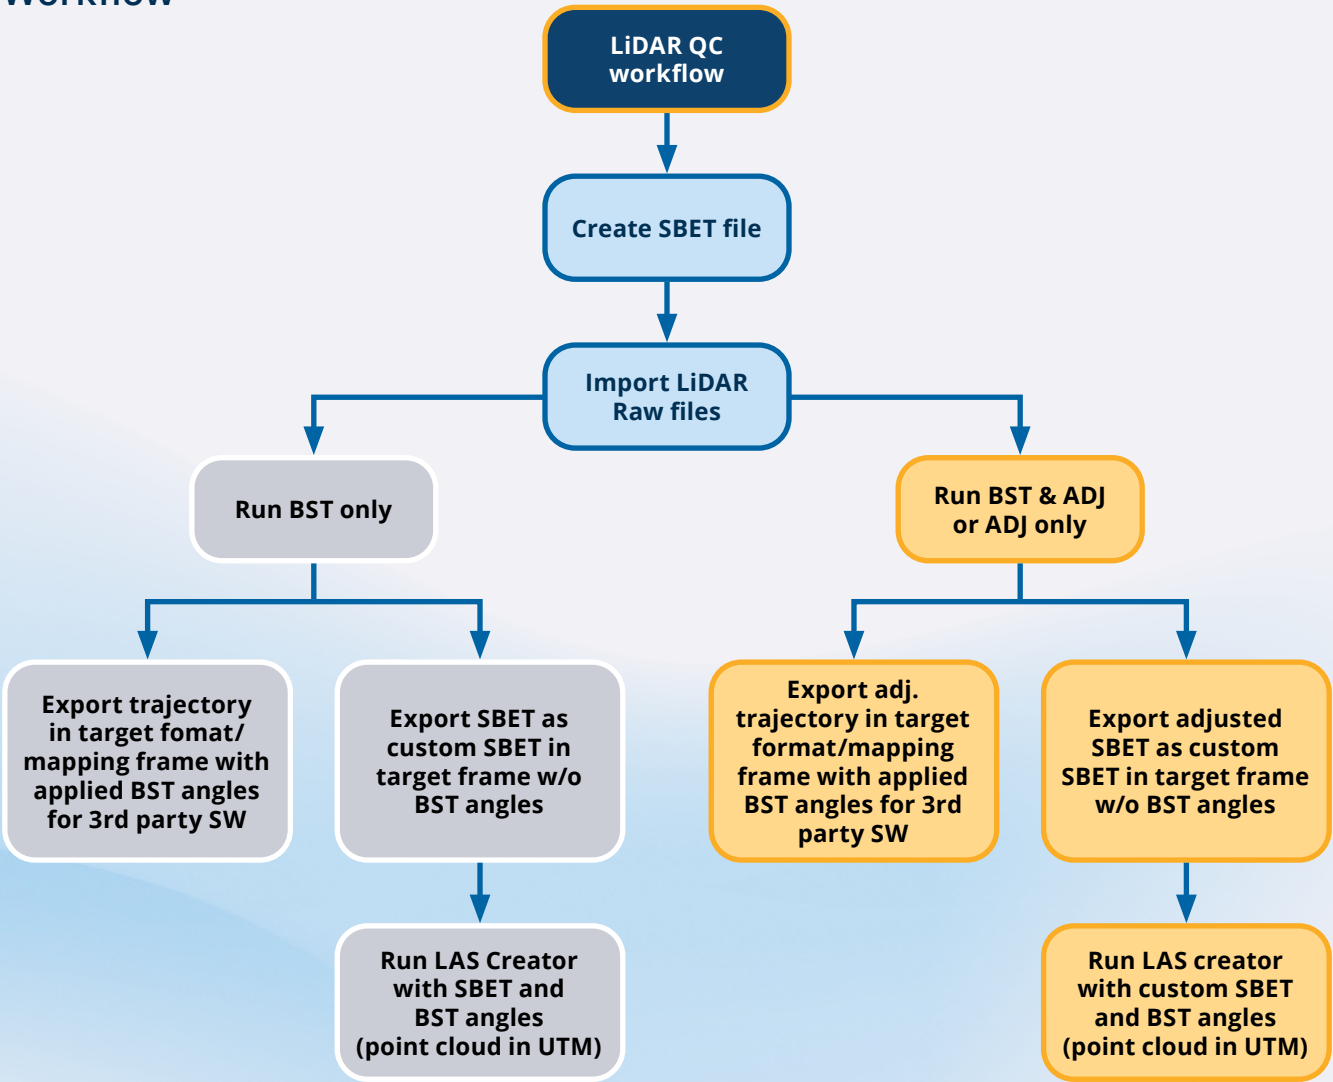 Workflow
LiDAR QC
workflow
Create SBET file
Import LiDAR
Raw files
Run BST only
Run BST & ADJ
or ADJ only
Export trajectory
in target fomat/
mapping frame with
applied BST angles
for 3rd party SW
Export SBET as
custom SBET in
target frame w/o
BST angles
Export adj.
trajectory in target
format/mapping
frame with applied
BST angles for 3rd
party SW
Export adjusted
SBET as custom
SBET in target frame
w/o BST angles
Run LAS Creator
with SBET and
BST angles
(point cloud in UTM)
Run LAS creator
with custom SBET
and BST angles
(point cloud in UTM)